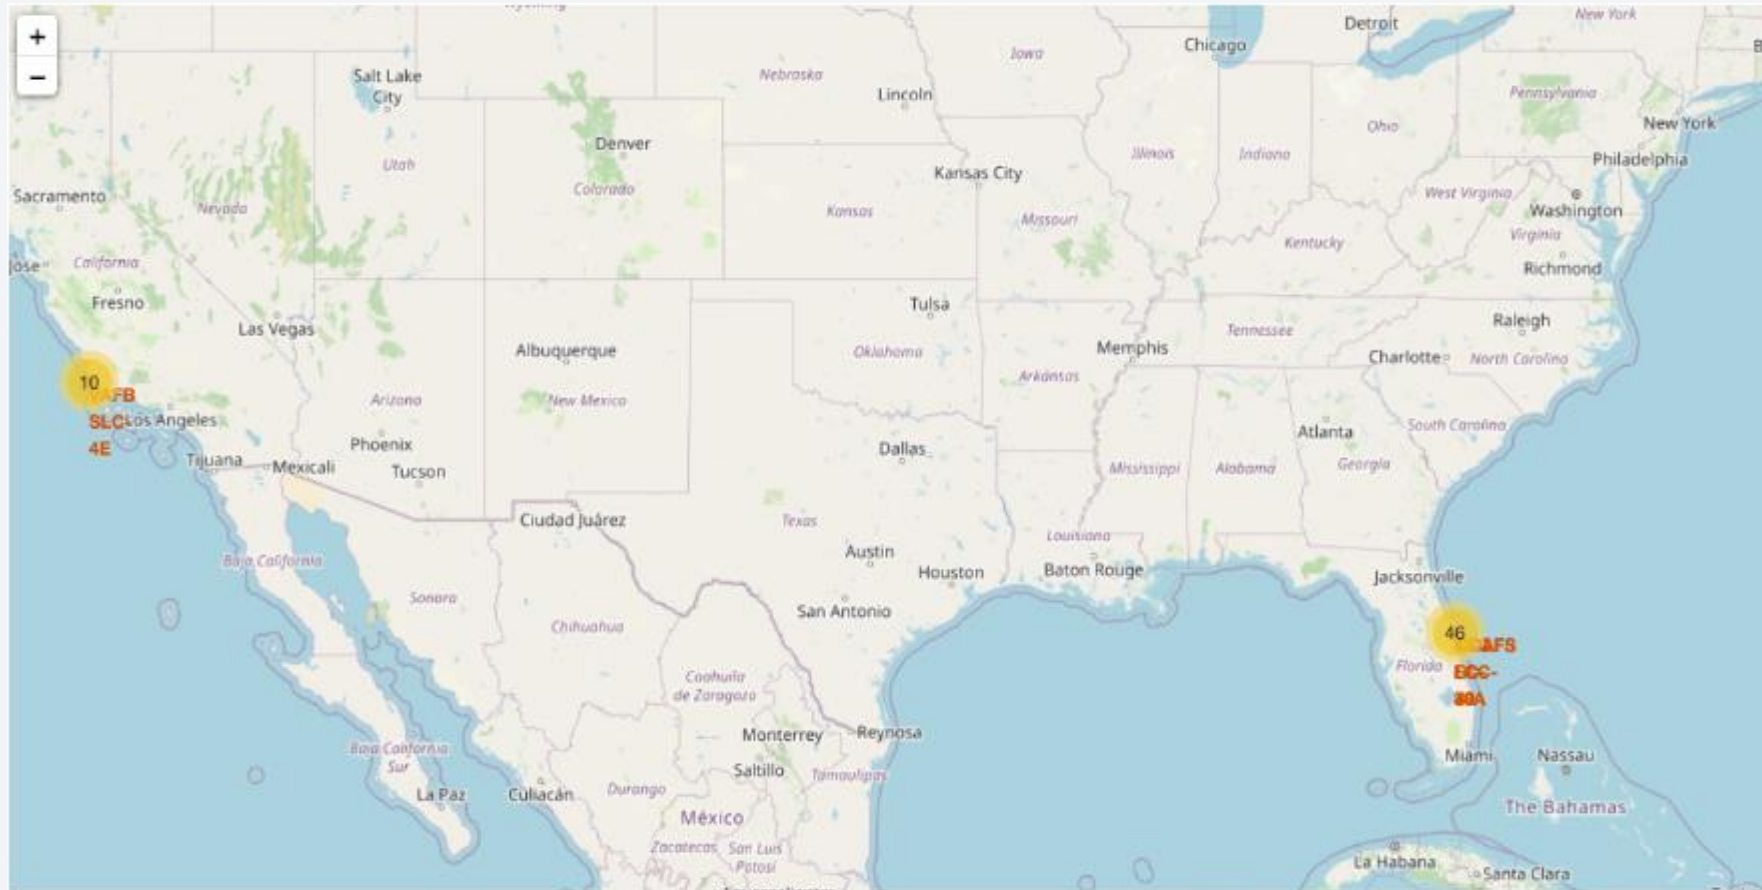 +
−
Wyoming
Detroit
New York
Chicago
Iowa
Salt Lake
City
Nebraska
Lincoln
Pennsylvania
Ohio
New York
Denver
Utah
Illinois
Indiana
Philadelphia
Kansas City
Colorado
Sacramento
Nevada
Kansas
Missouri
West Virginia
Washington
Virginia
Kentucky
Jose
California
Richmond
Fresno
Las Vegas
Tulsa
Tennessee
Raleigh
Albuquerque
Oklahoma
Memphis
Charlotte
North Carolina
10
Arkansas
AFB
Arizona
New Mexico
SLC-
Los Angeles
4E
Atlanta
South Carolina
Phoenix
Dallas
Tijuana
Mexicali
Tucson
Mississippi
Alabama
Georgia
Ciudad Juárez
Texas
Louisiana
Austin
Baja California
Houston
Baton Rouge
Jacksonville
Sonora
San Antonio
Chihuahua
46
AFS
Florida
Coahuila
de Zaragoza
Monterrey
Reynosa
Baja California
Sur
Saltillo
Tamaulipas
Miami
Nassau
La Paz
Culiacán
Durango
The Bahamas
México
Zacatecas
San Luis
Potosí
La Habana
Santa Clara